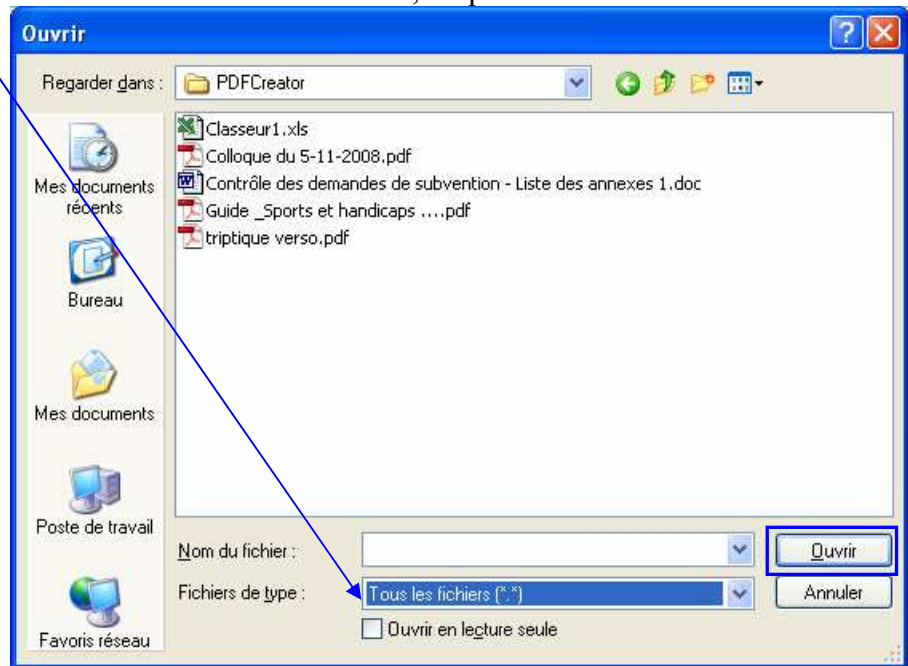 Ouvrir
Regarder dans : PDFCreator
Classeur1.xls
Colloque du 5-11-2008.pdf
Contrôle des demandes de subvention - Liste des annexes 1.doc
Guide _Sports et handicaps ....pdf
triptique verso.pdf
Mes documents
récents
Bureau
Mes documents
Poste de travail
Favoris réseau
Nom du fichier : Ouvrir
Fichiers de type : Tous les fichiers (*.*) Annuler
Ouvrir en lecture seule